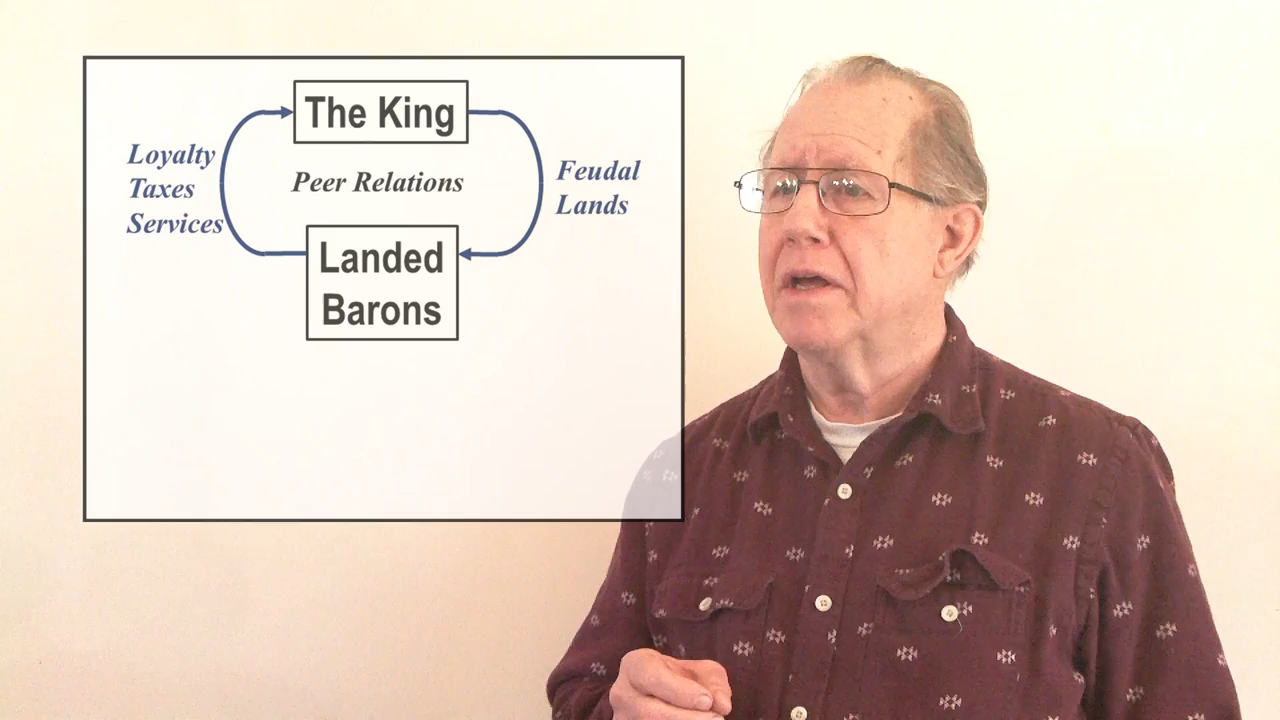 The King
Loyalty
Taxes
Services
Peer Relations
Feudal
Lands
Landed
Barons